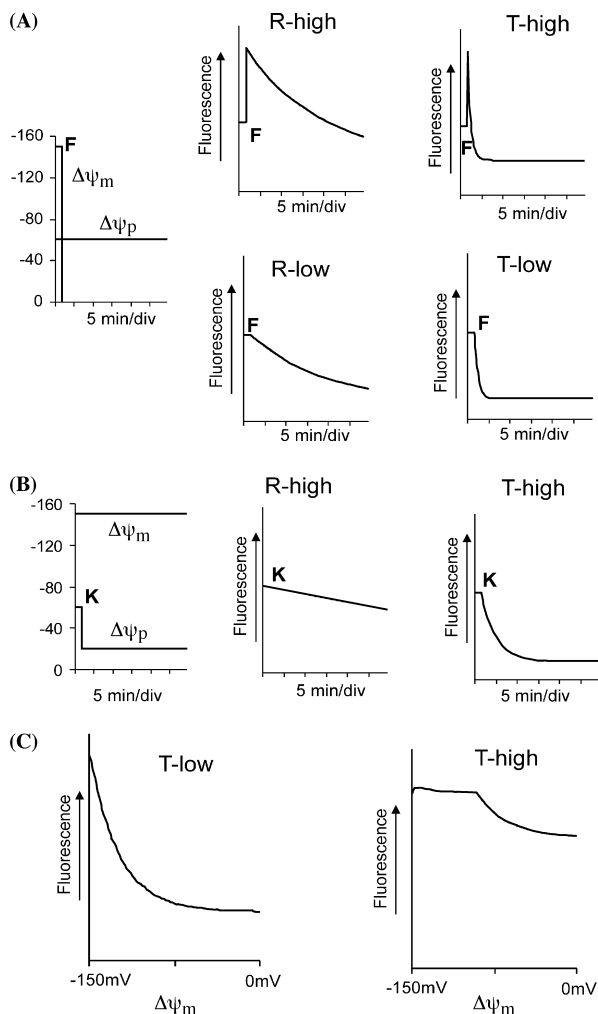 (A)
R-high
T-high
Fluorescence
F
5 min/div
Fluorescence
F
5 min/div
-160
-120
-80
-40
0
F
Δψm
Δψp
5 min/div
R-low
T-low
Fluorescence
F
5 min/div
Fluorescence
F
5 min/div
(B)
R-high
T-high
-160
-120
-80
-40
0
Δψm
K
Δψp
5 min/div
Fluorescence
K
5 min/div
Fluorescence
K
5 min/div
(C)
T-low
T-high
Fluorescence
-150mV 0mV
Δψm
Fluorescence
-150mV 0mV
Δψm